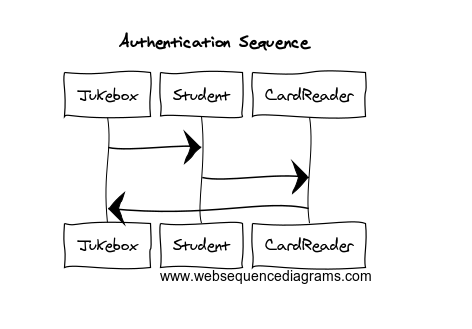 Authentication Sequence
Jukebox Student CardReader
Jukebox Student CardReader
www.websequencediagrams.com